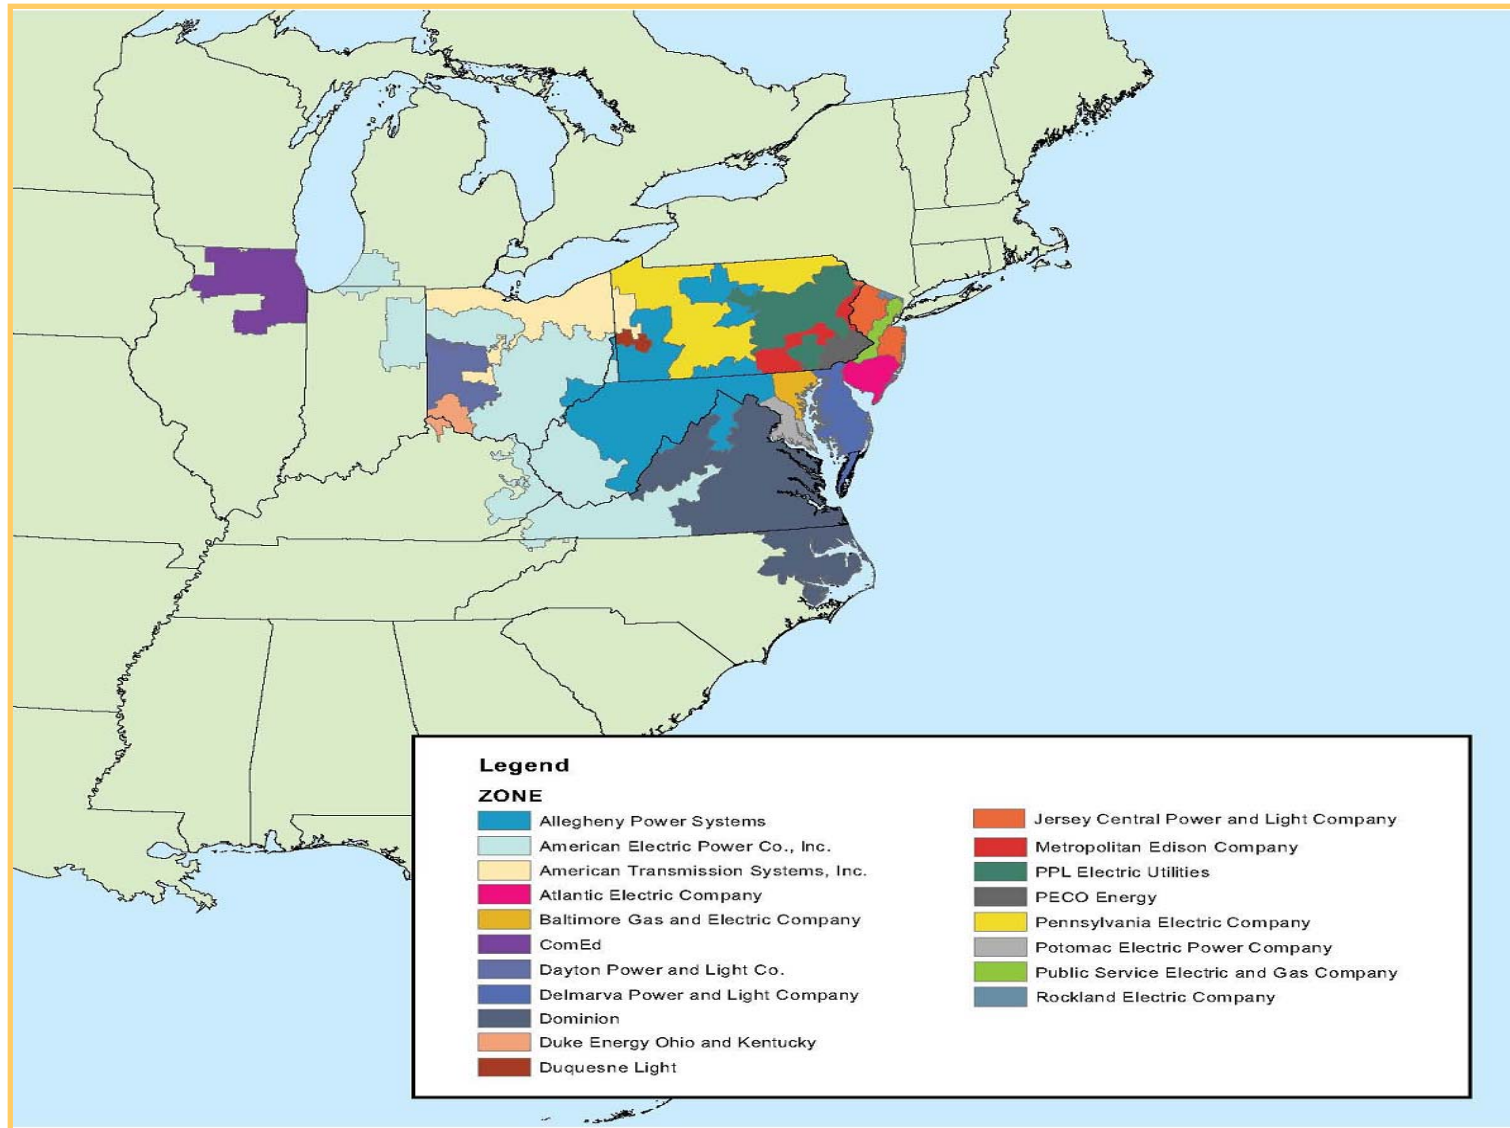 Legend
ZONE
Allegheny Power Systems
American Electric Power Co., Inc.
American Transmission Systems, Inc.
Atlantic Electric Company
Baltimore Gas and Electric Company
ComEd
Dayton Power and Light Co.
Delmarva Power and Light Company
Dominion
Duke Energy Ohio and Kentucky
Duquesne Light
Jersey Central Power and Light Company
Metropolitan Edison Company
PPL Electric Utilities
PECO Energy
Pennsylvania Electric Company
Potomac Electric Power Company
Public Service Electric and Gas Company
Rockland Electric Company